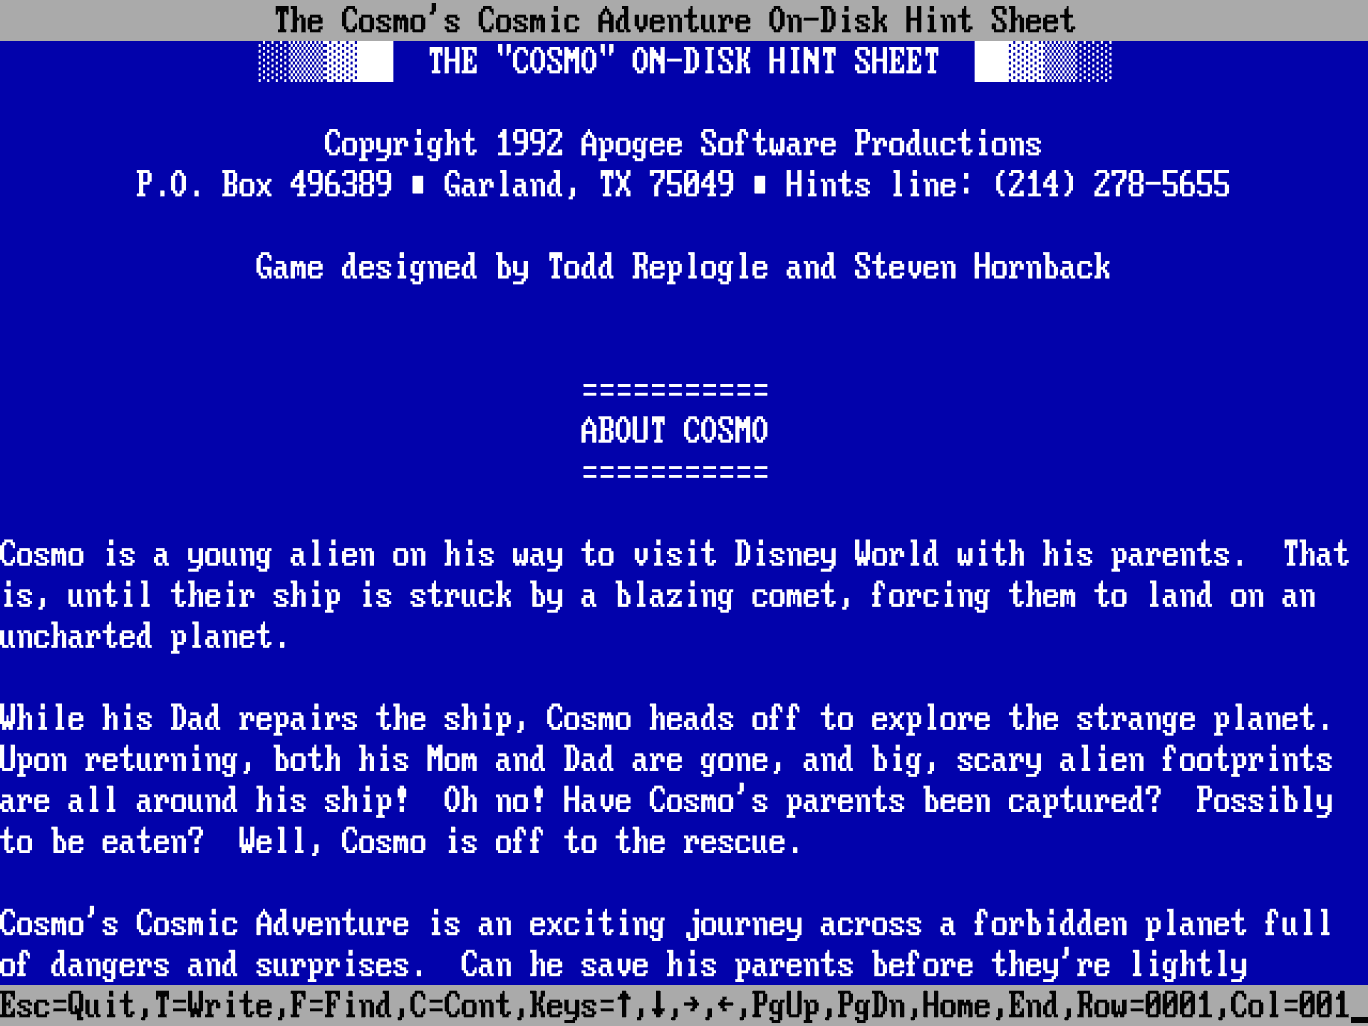 The Cosmo's Cosmic Adventure On-Disk Hint Sheet
░▒▓█ THE "COSMO" ON-DISK HINT SHEET █▓▒░
Copyright 1992 Apogee Software Productions
P.O. Box 496389 ∎ Garland, TX 75049 ∎ Hints line: (214) 278-5655
Game designed by Todd Replogle and Steven Hornback
===========
ABOUT COSMO
===========
Cosmo is a young alien on his way to visit Disney World with his parents.  That
is, until their ship is struck by a blazing comet, forcing them to land on an
uncharted planet.
While his Dad repairs the ship, Cosmo heads off to explore the strange planet.
Upon returning, both his Mom and Dad are gone, and big, scary alien footprints
are all around his ship!  Oh no! Have Cosmo's parents been captured?  Possibly
to be eaten?  Well, Cosmo is off to the rescue.
Cosmo's Cosmic Adventure is an exciting journey across a forbidden planet full
of dangers and surprises.  Can he save his parents before they're lightly
Esc=Quit,T=Write,F=Find,C=Cont,Keys=↑,↓,→,←,PgUp,PgDn,Home,End,Row=0001,Col=001_